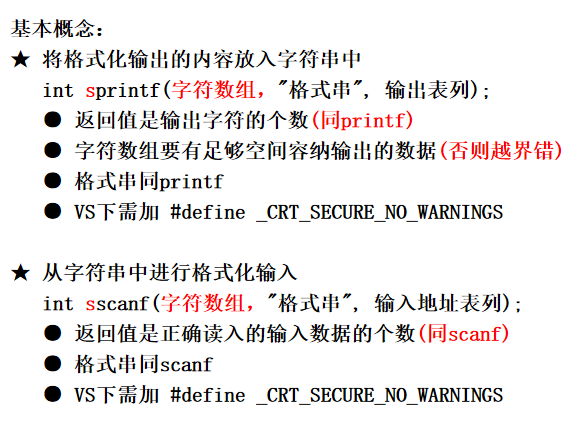 基本概念：
★ 将格式化输出的内容放入字符串中
int sprintf(字符数组，"格式串", 输出表列);
● 返回值是输出字符的个数(同printf)
● 字符数组要有足够空间容纳输出的数据(否则越界错)
● 格式串同printf
● VS下需加 #define _CRT_SECURE_NO_WARNINGS
★ 从字符串中进行格式化输入
int sscanf(字符数组，"格式串", 输入地址表列);
● 返回值是正确读入的输入数据的个数(同scanf)
● 格式串同scanf
● VS下需加 #define _CRT_SECURE_NO_WARNINGS